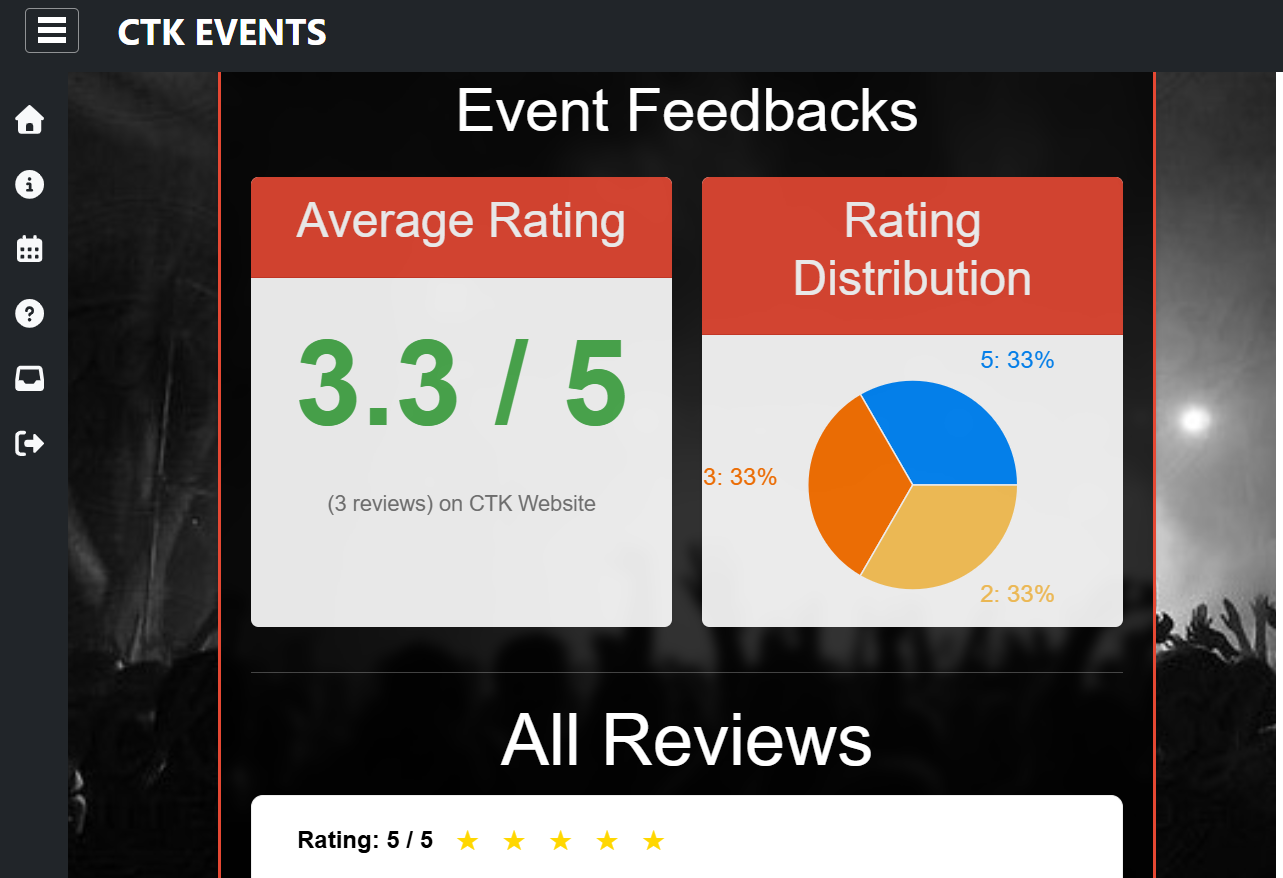 CTK EVENTS
Event Feedbacks
Average Rating
3.3 / 5
(3 reviews) on CTK Website
Rating
Distribution
5: 33%
3: 33%
2: 33%
All Reviews
Rating: 5 / 5 ★ ★ ★ ★ ★